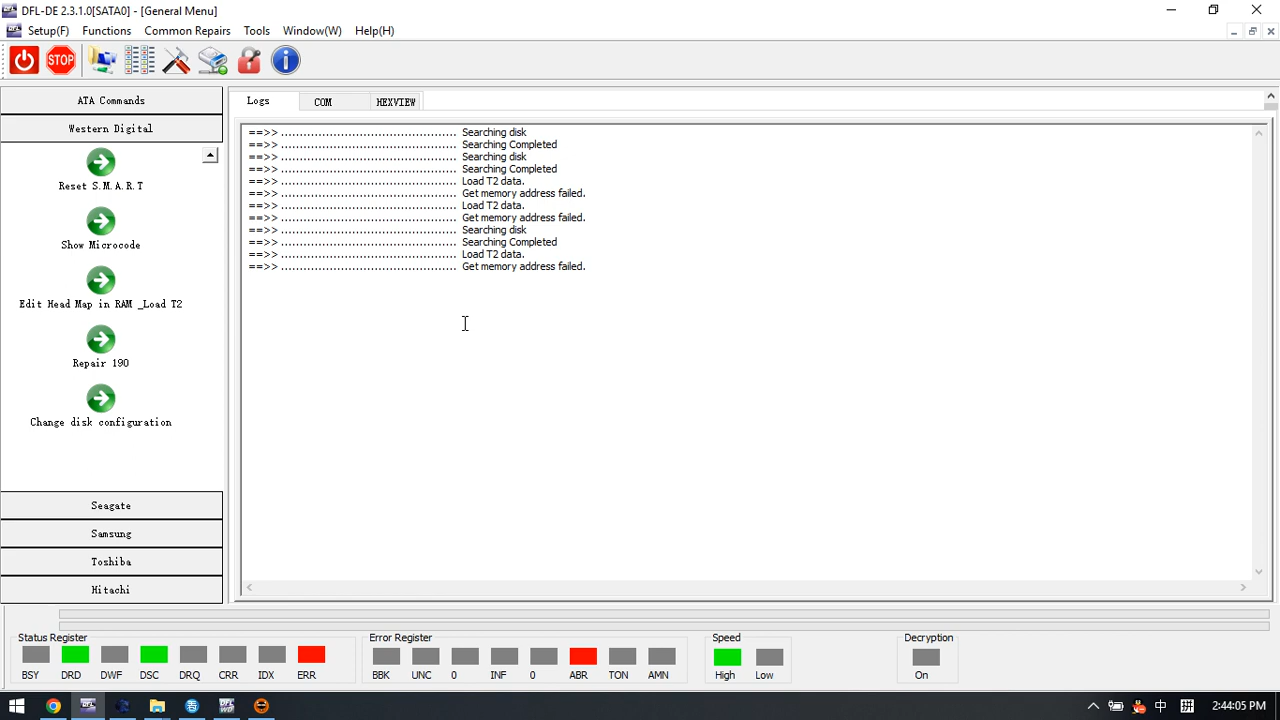 DFL-DE 2.3.1.0[SATA0] - [General Menu]
Setup(F) Functions Common Repairs Tools Window(W) Help(H)
STOP
ATA Commands
Western Digital
Reset S.M.A.R.T
Show Microcode
Edit Head Map in RAM _Load T2
Repair 190
Change disk configuration
Seagate
Samsung
Toshiba
Hitachi
Logs COM HEXVIEW
==>> ................................................ Searching disk
==>> ................................................ Searching Completed
==>> ................................................ Searching disk
==>> ................................................ Searching Completed
==>> ................................................ Load T2 data.
==>> ................................................ Get memory address failed.
==>> ................................................ Load T2 data.
==>> ................................................ Get memory address failed.
==>> ................................................ Searching disk
==>> ................................................ Searching Completed
==>> ................................................ Load T2 data.
==>> ................................................ Get memory address failed.
Status Register
BSY DRD DWF DSC DRQ CRR IDX ERR
Error Register
BBK UNC 0 INF 0 ABR TON AMN
Speed
High Low
Decryption
On
中 拼 2:44:05 PM